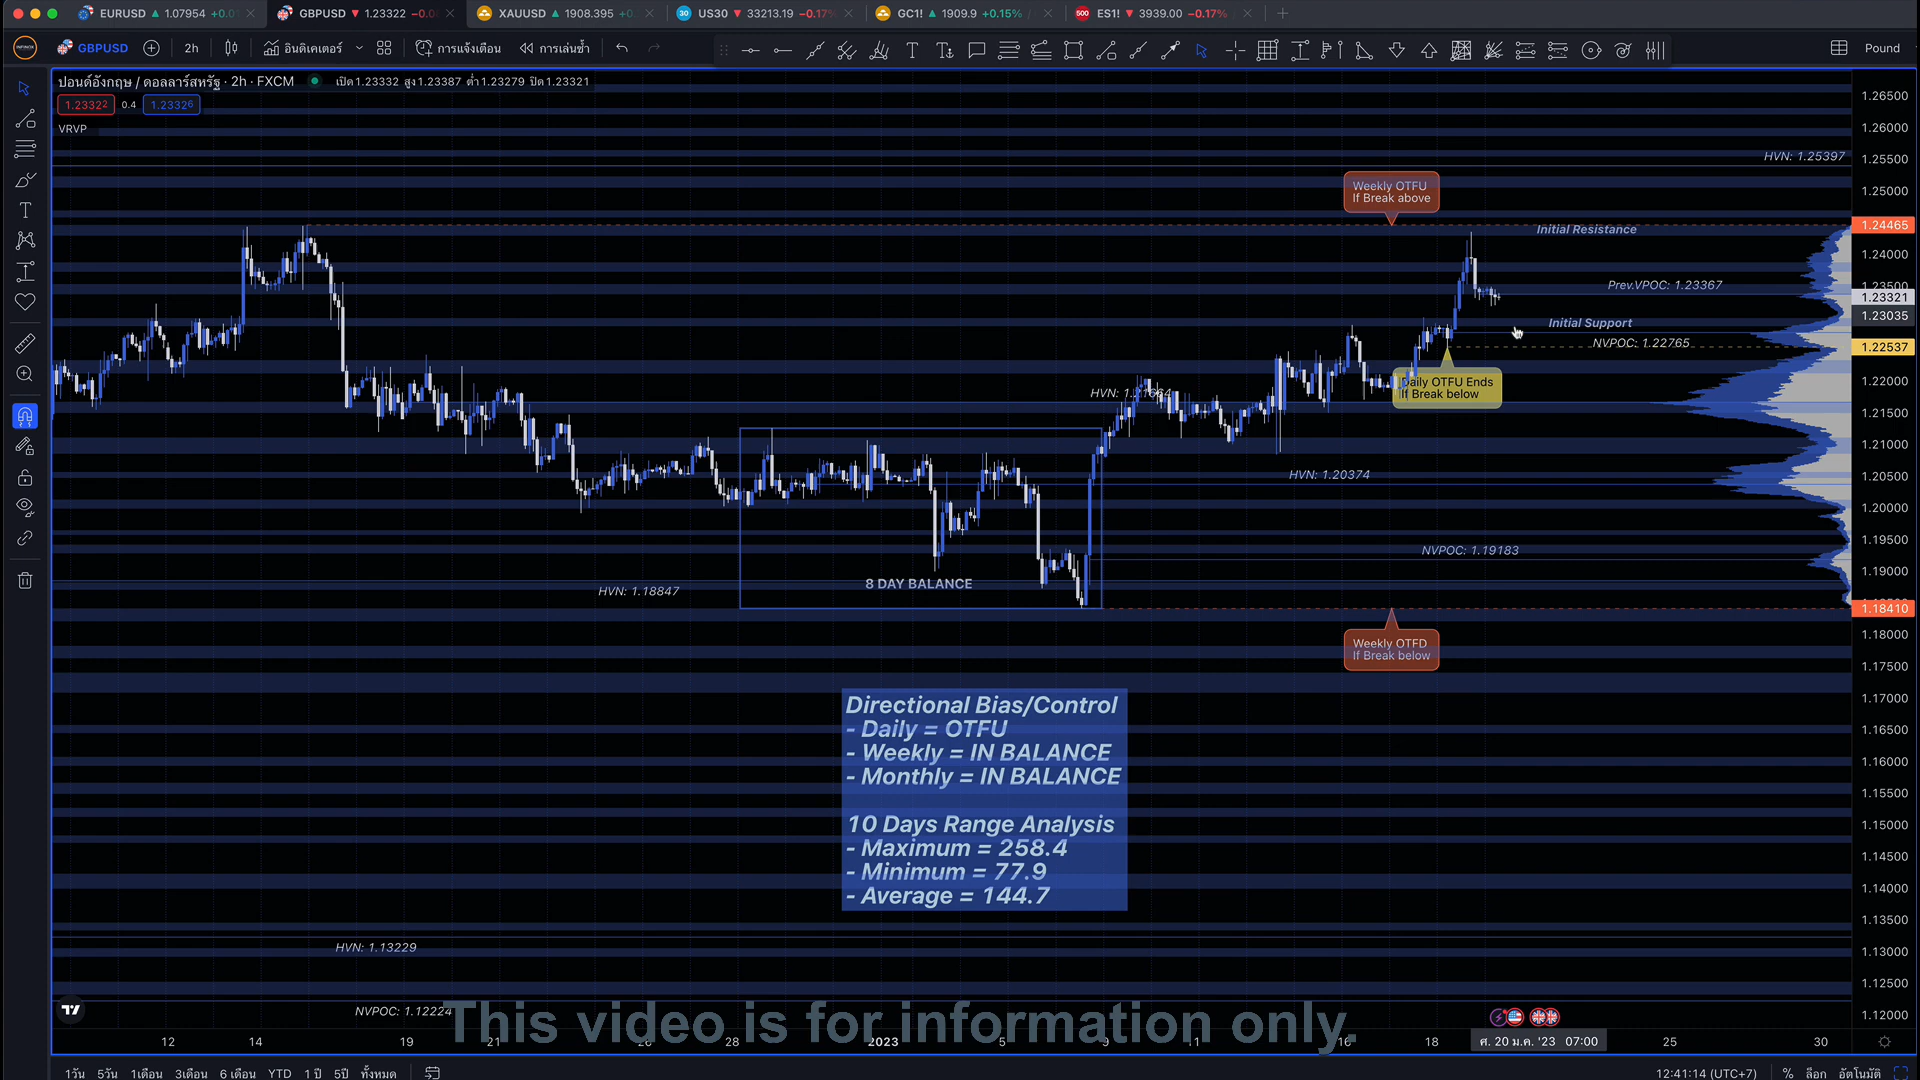 EURUSD ▲ 1.07954 +0.0
GBPUSD ▼ 1.23322 −0.0
XAUUSD ▲ 1908.395 +0
30 US30 ▼ 33213.19 −0.17%
GC1! ▲ 1909.9 +0.15%
500 ES1! ▼ 3939.00 −0.17%
GBPUSD 2h อินดิเคเตอร์ การแจ้งเตือน การเล่นซ้ำ Pound
ปอนด์อังกฤษ / ดอลลาร์สหรัฐ · 2h · FXCM เปิด1.23332 สูง1.23387 ต่ำ1.23279 ปิด1.23321
1.23322 0.4 1.23326
VRVP
1.26500
1.26000
HVN: 1.25397
1.25500
Weekly OTFU
If Break above
1.25000
1.24465
Initial Resistance
1.24000
Prev.VPOC: 1.23367
1.23500
1.23321
1.23035
Initial Support
NVPOC: 1.22765
1.22537
Daily OTFU Ends
If Break below
1.22000
HVN: 1.21664
1.21500
1.21000
HVN: 1.20374
1.20500
1.20000
1.19500
NVPOC: 1.19183
1.19000
8 DAY BALANCE
HVN: 1.18847
1.18410
1.18000
Weekly OTFD
If Break below
1.17500
1.17000
Directional Bias/Control
- Daily = OTFU
- Weekly = IN BALANCE
- Monthly = IN BALANCE
10 Days Range Analysis
- Maximum = 258.4
- Minimum = 77.9
- Average = 144.7
1.16500
1.16000
1.15500
1.15000
1.14500
1.14000
1.13500
HVN: 1.13229
1.13000
1.12500
NVPOC: 1.12224
1.12000
This video is for information only.
12 14 19 21 26 28 2023 5 9 11 16 18 ศ. 20 ม.ค. '23 07:00 25 30
1วัน 5วัน 1เดือน 3เดือน 6 เดือน YTD 1 ปี 5ปี ทั้งหมด 12:41:14 (UTC+7) % ล็อก อัตโนมัติ